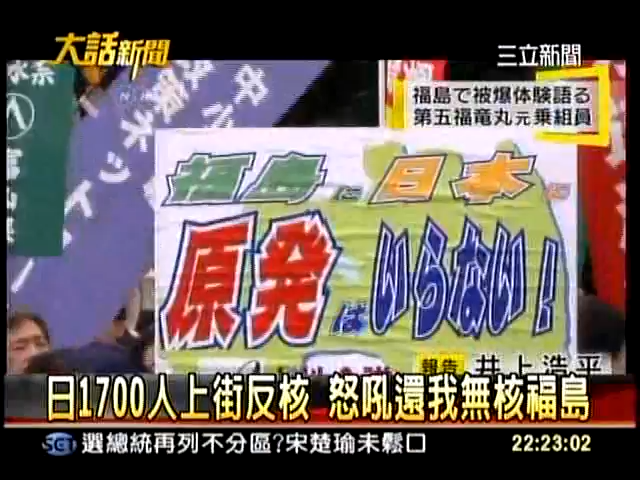 大話新聞
三立新聞
福島で被爆体験語る
第五福竜丸元乗組員
福島に日本に
原発はいらない!
報告 井上浩平
日1700人上街反核 怒吼還我無核福島
SET 選總統再列不分區?宋楚瑜未鬆口
22:23:02